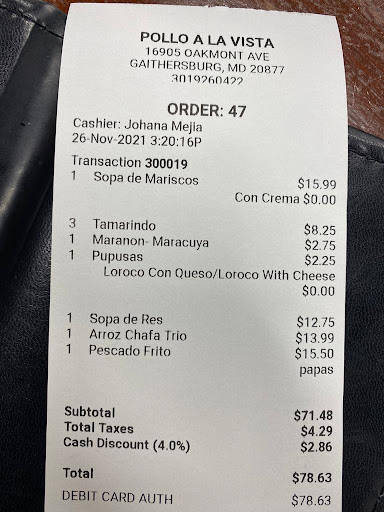 POLLO A LA VISTA
16905 OAKMONT AVE
GAITHERSBURG, MD 20877
3019260422
ORDER: 47
Cashier: Johana Mejia
26-Nov-2021 3:20:16P
Transaction 300019
1 Sopa de Mariscos $15.99
Con Crema $0.00
3 Tamarindo $8.25
1 Maranon- Maracuya $2.75
1 Pupusas $2.25
Loroco Con Queso/Loroco With Cheese
$0.00
1 Sopa de Res $12.75
1 Arroz Chafa Trio $13.99
1 Pescado Frito $15.50
papas
Subtotal $71.48
Total Taxes $4.29
Cash Discount (4.0%) $2.86
Total $78.63
DEBIT CARD AUTH $78.63